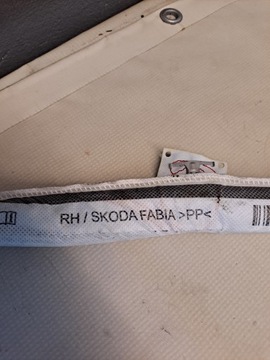 RH / SKODA FABIA >PP<